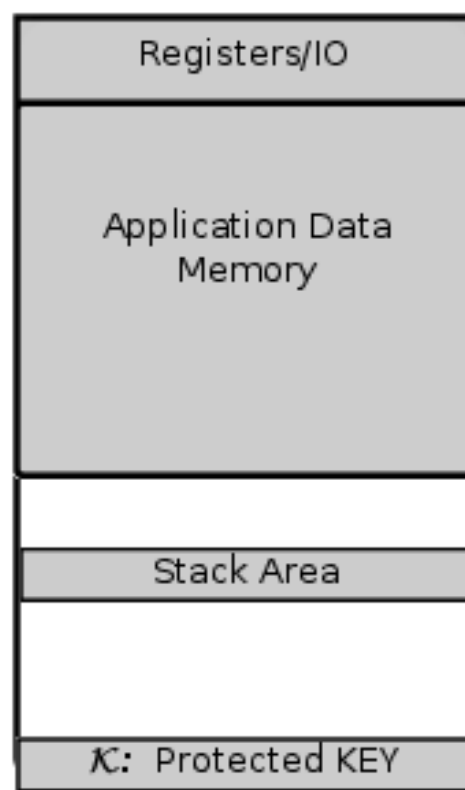 Registers/IO
Application Data
Memory
Stack Area
𝒦: Protected KEY